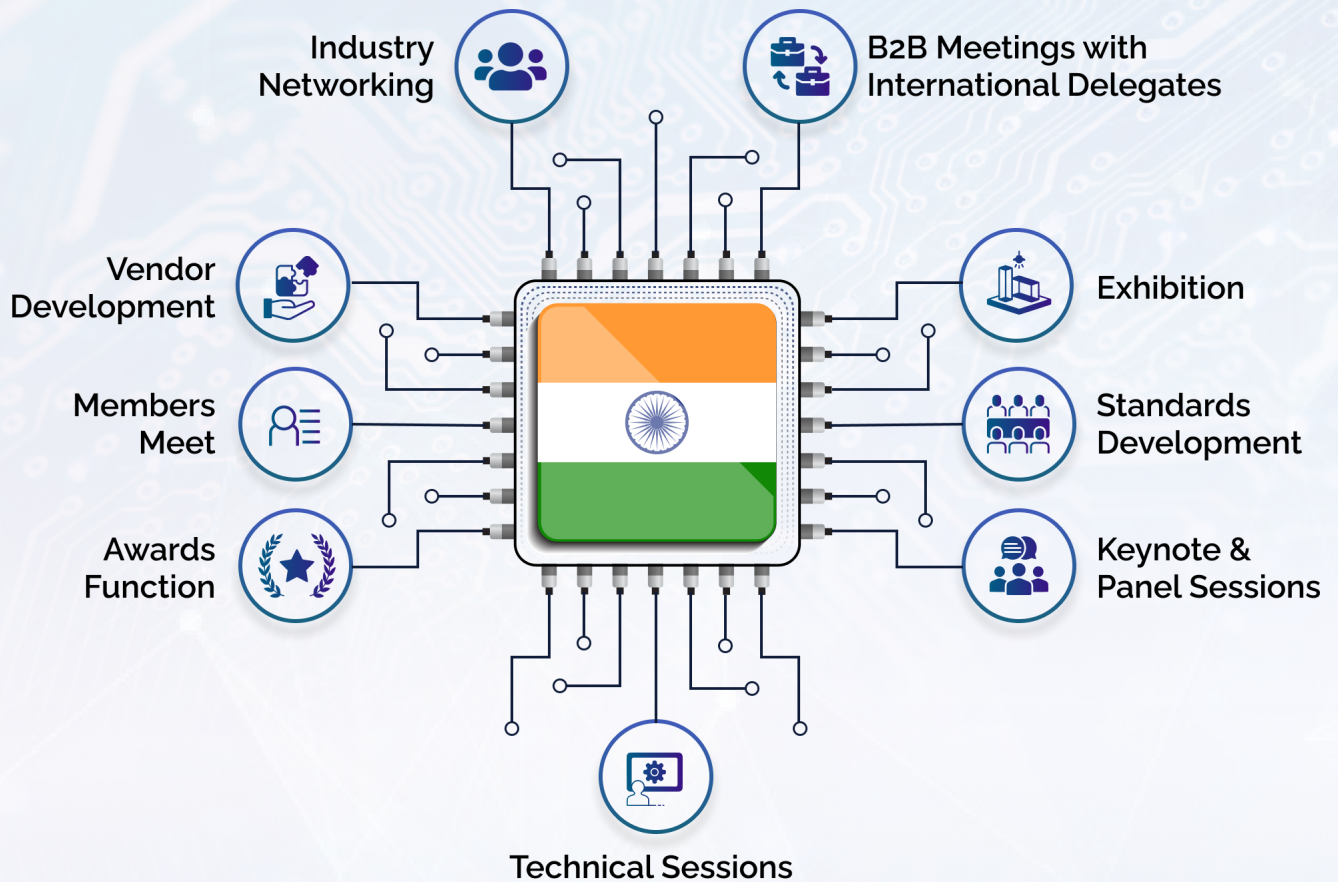 Industry
Networking
B2B Meetings with
International Delegates
Vendor
Development
Exhibition
Members
Meet
Standards
Development
Awards
Function
Keynote &
Panel Sessions
Technical Sessions